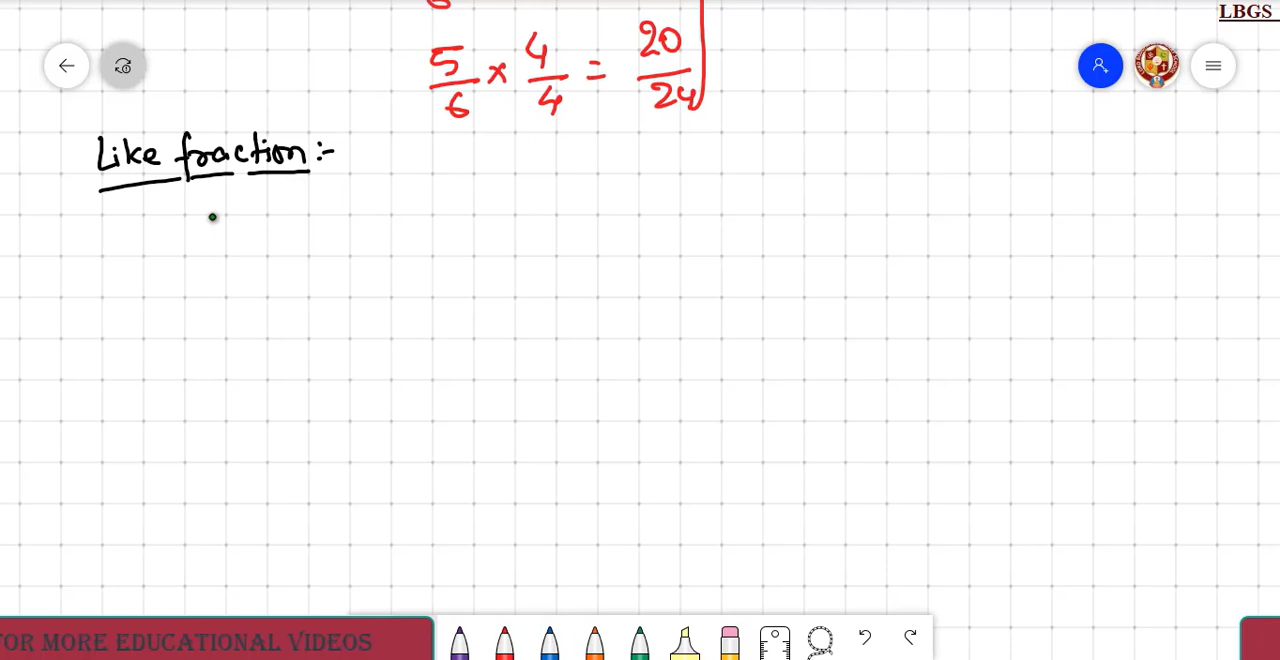 LBGS
5/6 × 4/4 = 20/24
Like fraction :-
FOR MORE EDUCATIONAL VIDEOS